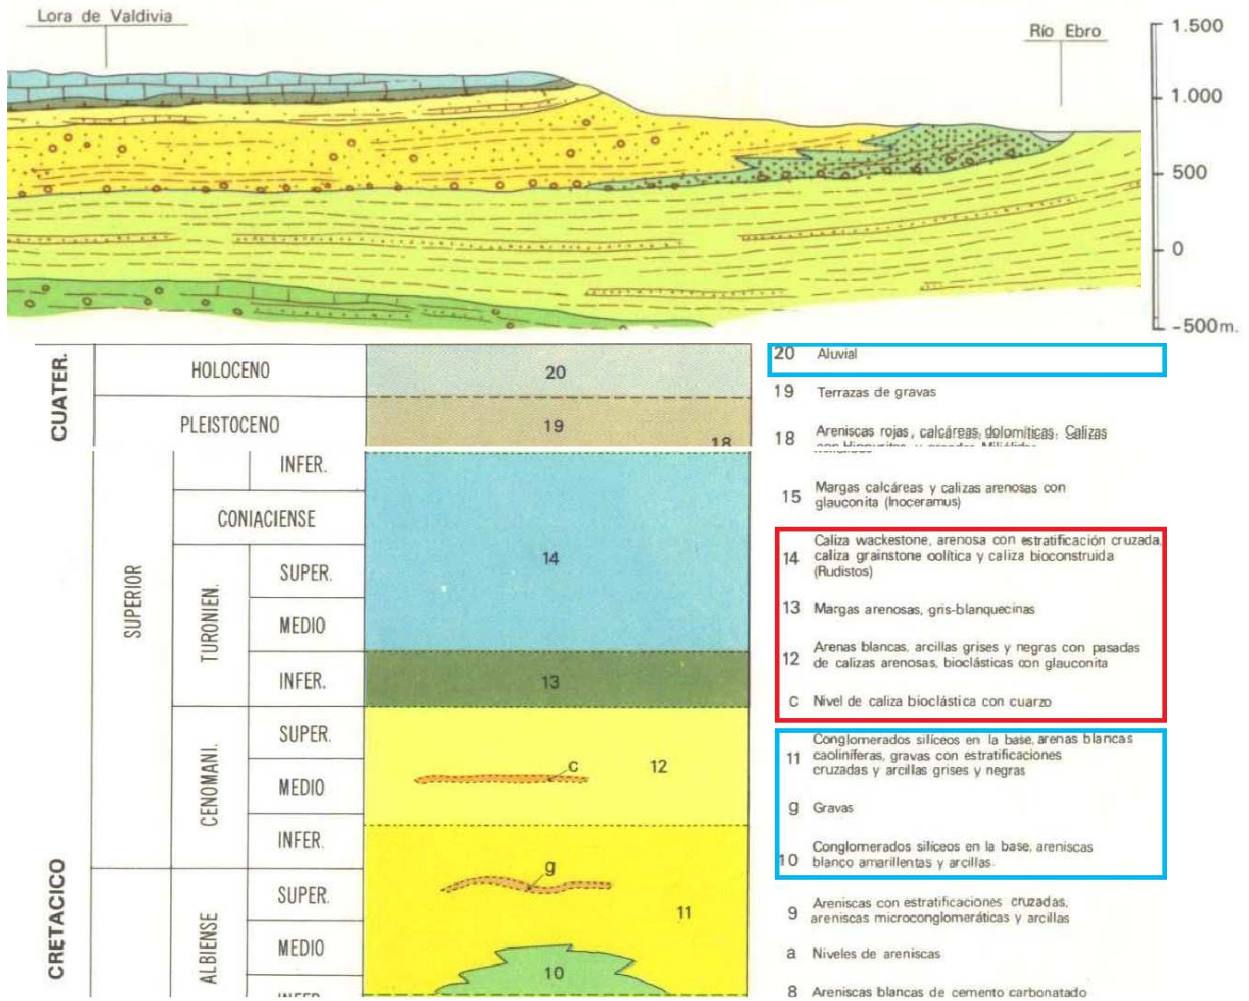 Lora de Valdivia
Río Ebro
1.500
1.000
500
0
-500m.
CUATER.
HOLOCENO
20
PLEISTOCENO
19
18
CRETACICO
SUPERIOR
INFER.
CONIACIENSE
TURONIEN.
SUPER.
MEDIO
INFER.
14
13
CENOMANI.
SUPER.
MEDIO
INFER.
c
12
ALBIENSE
SUPER.
MEDIO
g
11
10
20 Aluvial
19 Terrazas de gravas
18 Areniscas rojas, calcáreas, dolomíticas. Calizas
15 Margas calcáreas y calizas arenosas con
glauconita (Inoceramus)
14 Caliza wackestone, arenosa con estratificación cruzada,
caliza grainstone oolítica y caliza bioconstruida
(Rudistos)
13 Margas arenosas, gris-blanquecinas
12 Arenas blancas, arcillas grises y negras con pasadas
de calizas arenosas, bioclásticas con glauconita
C Nivel de caliza bioclástica con cuarzo
11 Conglomerados silíceos en la base, arenas blancas
caoliníferas, gravas con estratificaciones
cruzadas y arcillas grises y negras
g Gravas
10 Conglomerados silíceos en la base, areniscas
blanco amarillentas y arcillas.
9 Areniscas con estratificaciones cruzadas,
areniscas microconglomeráticas y arcillas
a Niveles de areniscas
8 Areniscas blancas de cemento carbonatado